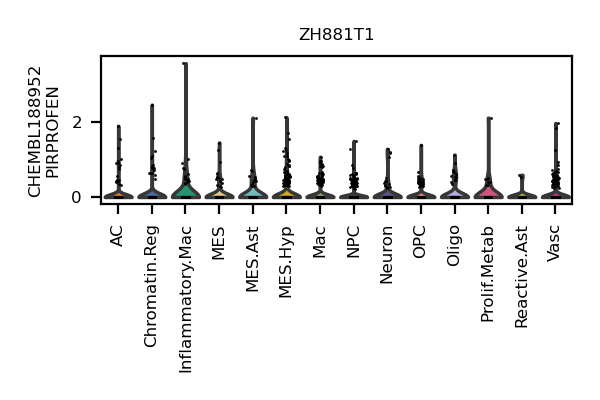 ZH881T1
CHEMBL188952
PIRPROFEN
2
0
AC
Chromatin.Reg
Inflammatory.Mac
MES
MES.Ast
MES.Hyp
Mac
NPC
Neuron
OPC
Oligo
Prolif.Metab
Reactive.Ast
Vasc